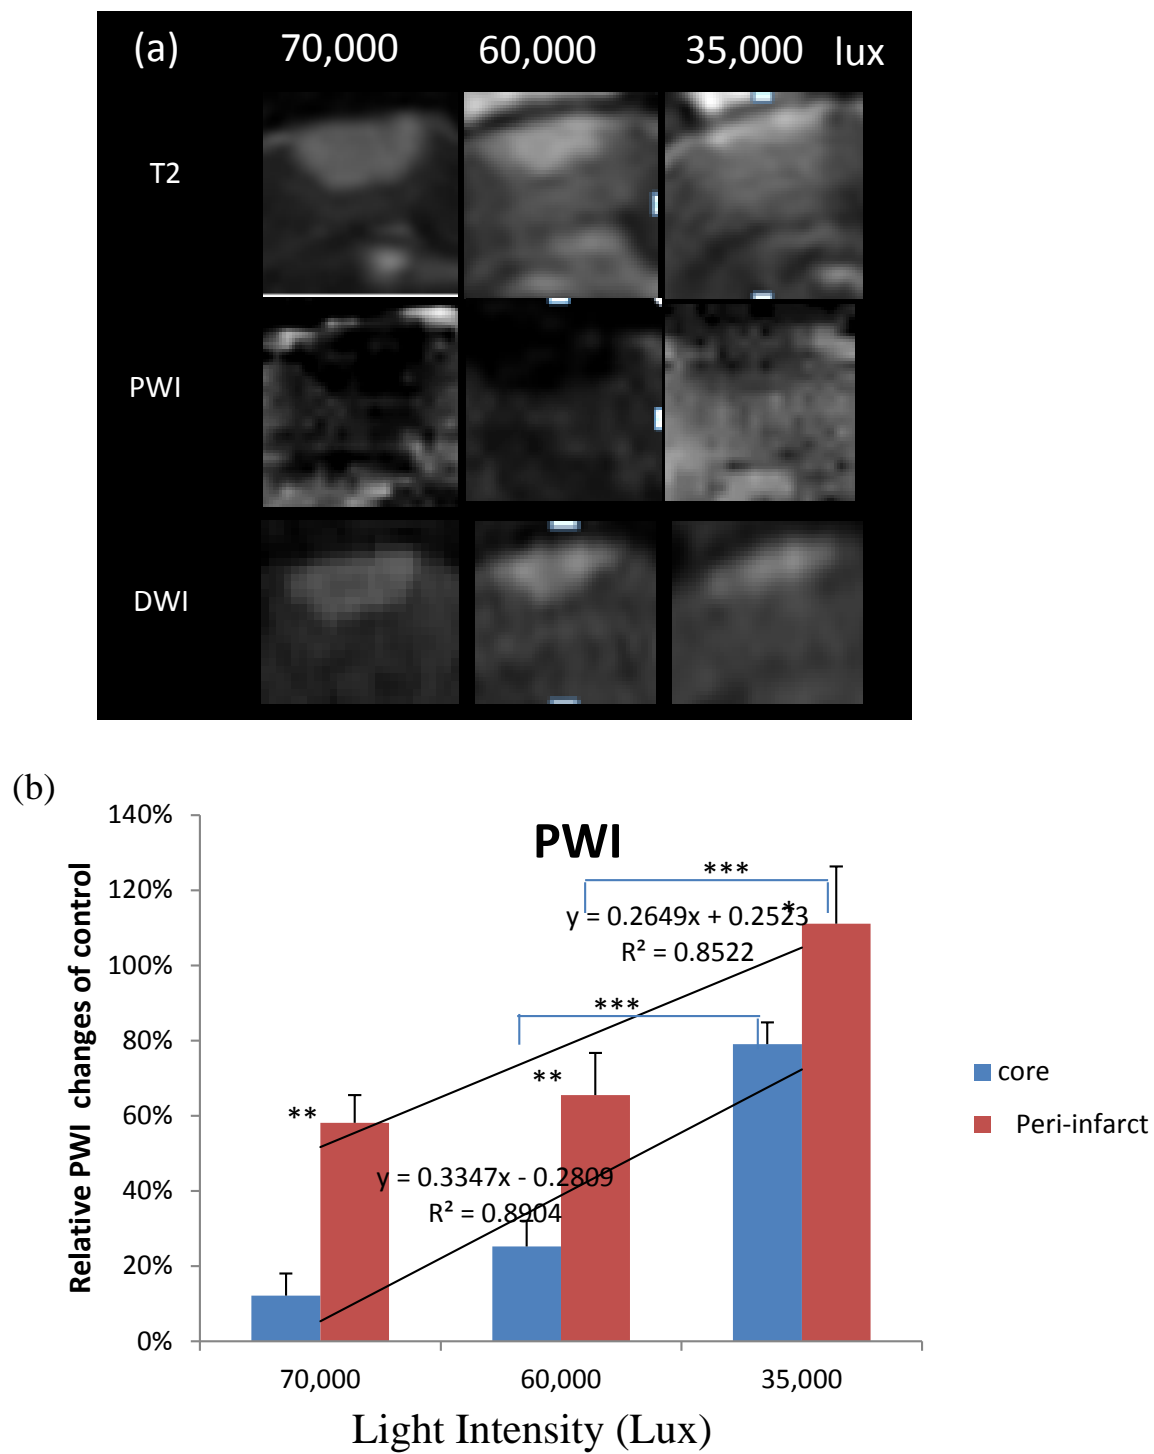 (a) 70,000 60,000 35,000 lux
T2
PWI
DWI
(b)
PWI
140%
120%
100%
80%
60%
40%
20%
0%
Relative PWI changes of control
***
*
y = 0.2649x + 0.2523
R² = 0.8522
***
**
**
y = 0.3347x - 0.2809
R² = 0.8904
core
Peri-infarct
70,000 60,000 35,000
Light Intensity (Lux)